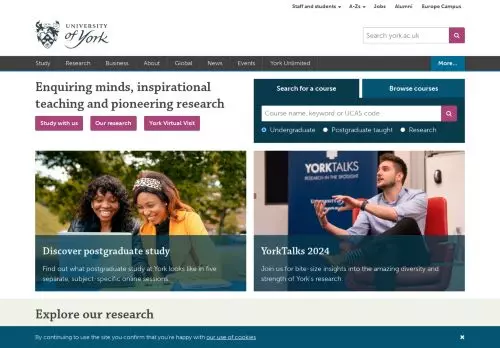 Staff and students
A-Zs
Jobs
Alumni
Europe Campus
UNIVERSITY
of York
Search york.ac.uk
Study
Research
Business
About
Global
News
Events
York Unlimited
More...
Enquiring minds, inspirational
teaching and pioneering research
Study with us
Our research
York Virtual Visit
Search for a course
Browse courses
Course name, keyword or UCAS code
Undergraduate
Postgraduate taught
Research
YORKTALKS
RESEARCH IN THE SPOTLIGHT
Discover postgraduate study
Find out what postgraduate study at York looks like in five
separate, subject-specific online sessions.
YorkTalks 2024
Join us for bite-size insights into the amazing diversity and
strength of York's research.
Explore our research
By continuing to use the site you confirm that you're happy with our use of cookies